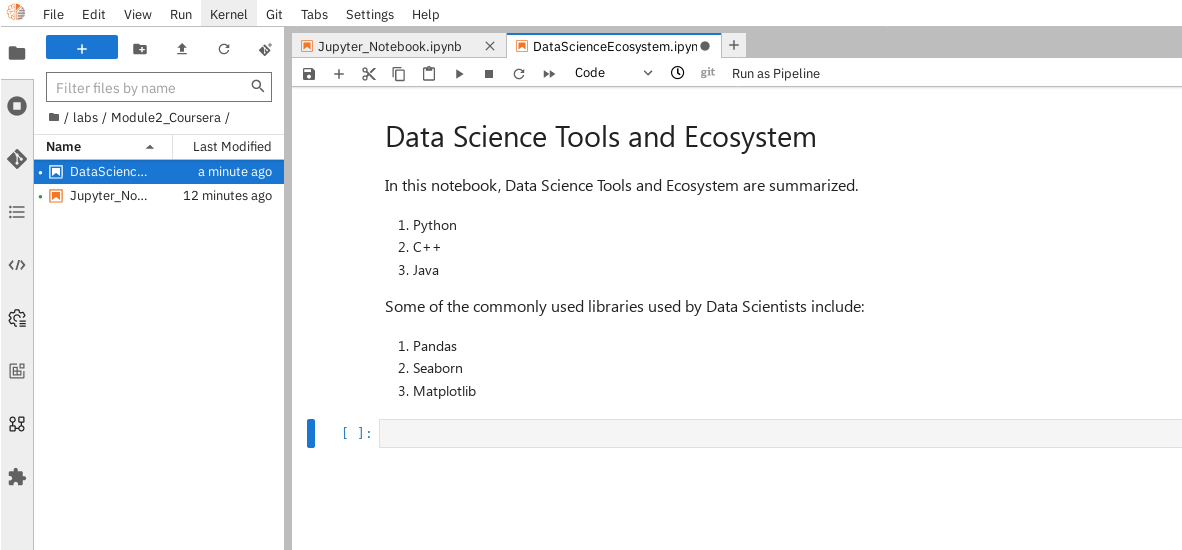 File Edit View Run Kernel Git Tabs Settings Help
Jupyter_Notebook.ipynb
DataScienceEcosystem.ipyn
Code
git
Run as Pipeline
Filter files by name
/ labs / Module2_Coursera /
Name Last Modified
DataScienc... a minute ago
Jupyter_No... 12 minutes ago
Data Science Tools and Ecosystem
In this notebook, Data Science Tools and Ecosystem are summarized.
1. Python
2. C++
3. Java
Some of the commonly used libraries used by Data Scientists include:
1. Pandas
2. Seaborn
3. Matplotlib
[ ]: